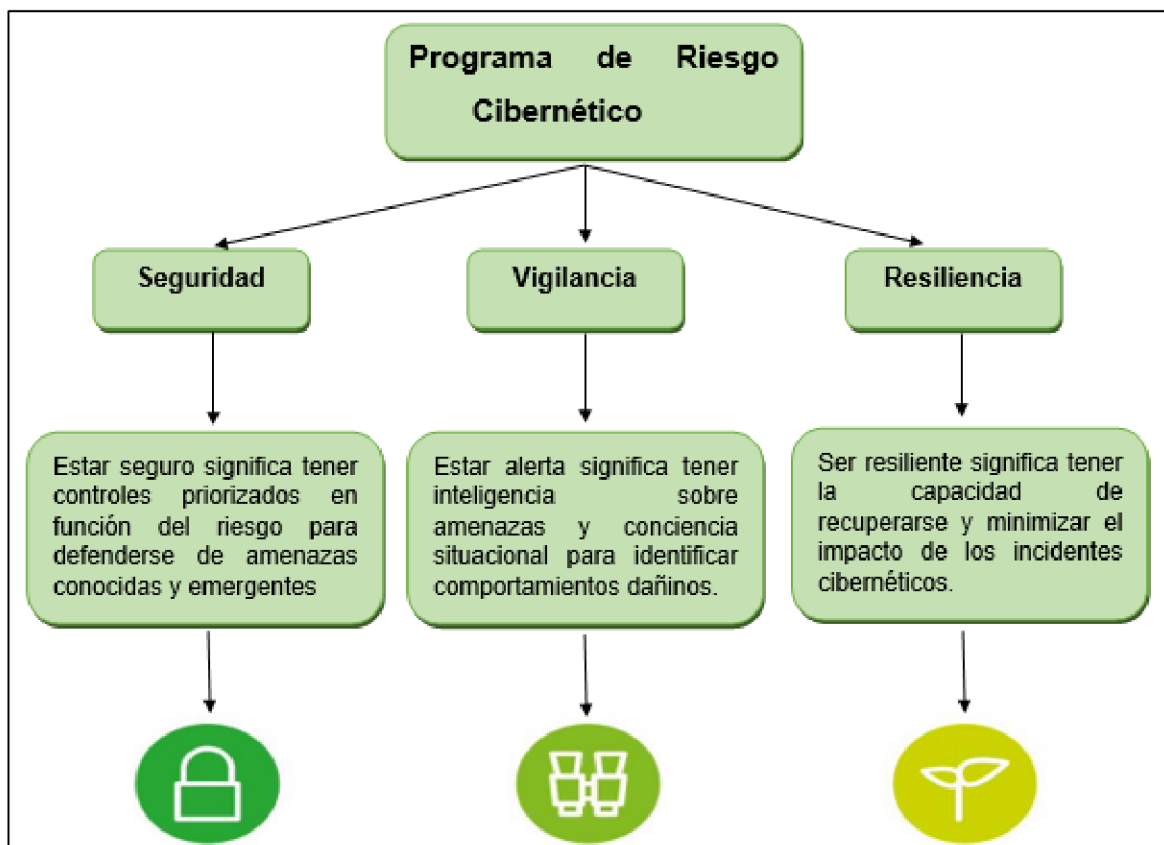 Programa de Riesgo
Cibernético
Seguridad
Vigilancia
Resiliencia
Estar seguro significa tener
controles priorizados en
función del riesgo para
defenderse de amenazas
conocidas y emergentes
Estar alerta significa tener
inteligencia sobre
amenazas y conciencia
situacional para identificar
comportamientos dañinos.
Ser resiliente significa tener
la capacidad de
recuperarse y minimizar el
impacto de los incidentes
cibernéticos.